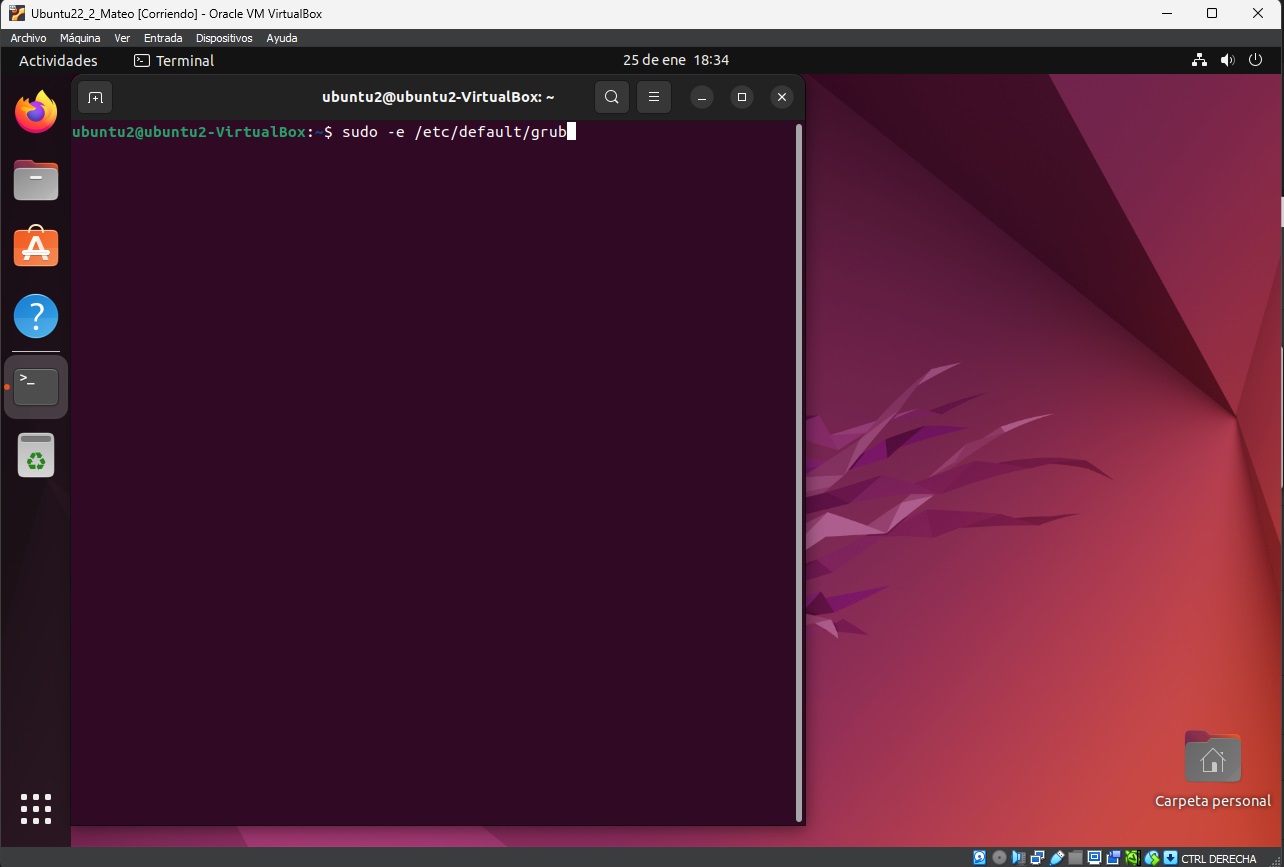 Ubuntu22_2_Mateo [Corriendo] - Oracle VM VirtualBox
Archivo Máquina Ver Entrada Dispositivos Ayuda
Actividades Terminal 25 de ene 18:34
ubuntu2@ubuntu2-VirtualBox: ~
ubuntu2@ubuntu2-VirtualBox:~$ sudo -e /etc/default/grub
Carpeta personal
CTRL DERECHA